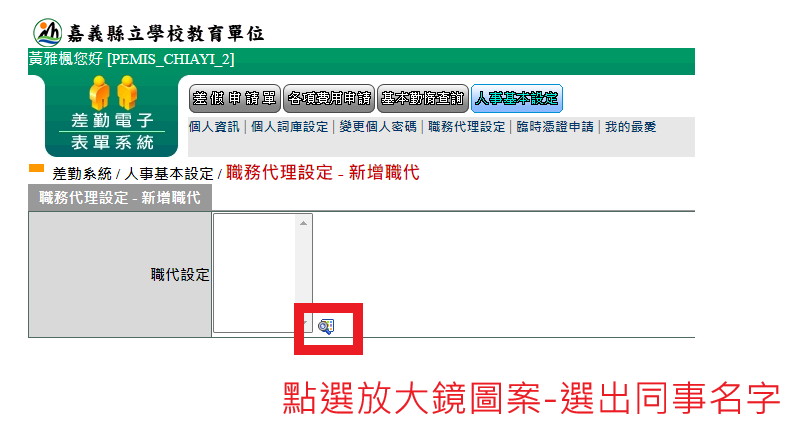 嘉義縣立學校教育單位
黃雅楓您好 [PEMIS_CHIAYI_2]
差勤電子
表單系統
差假申請單 各項費用申請 基本勤惰查詢 人事基本設定
個人資訊 | 個人詞庫設定 | 變更個人密碼 | 職務代理設定 | 臨時憑證申請 | 我的最愛
差勤系統 / 人事基本設定 / 職務代理設定 - 新增職代
職務代理設定 - 新增職代
職代設定
點選放大鏡圖案-選出同事名字